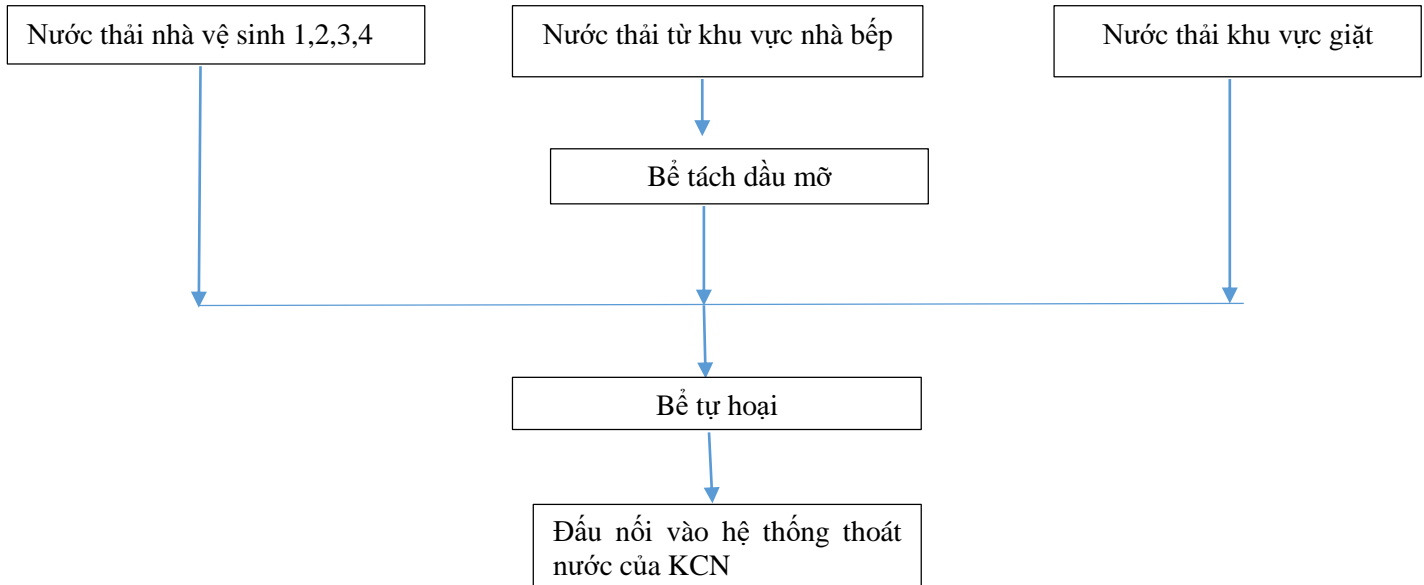 Nước thải nhà vệ sinh 1,2,3,4
Nước thải từ khu vực nhà bếp
Nước thải khu vực giặt
Bể tách dầu mỡ
Bể tự hoại
Đấu nối vào hệ thống thoát
nước của KCN